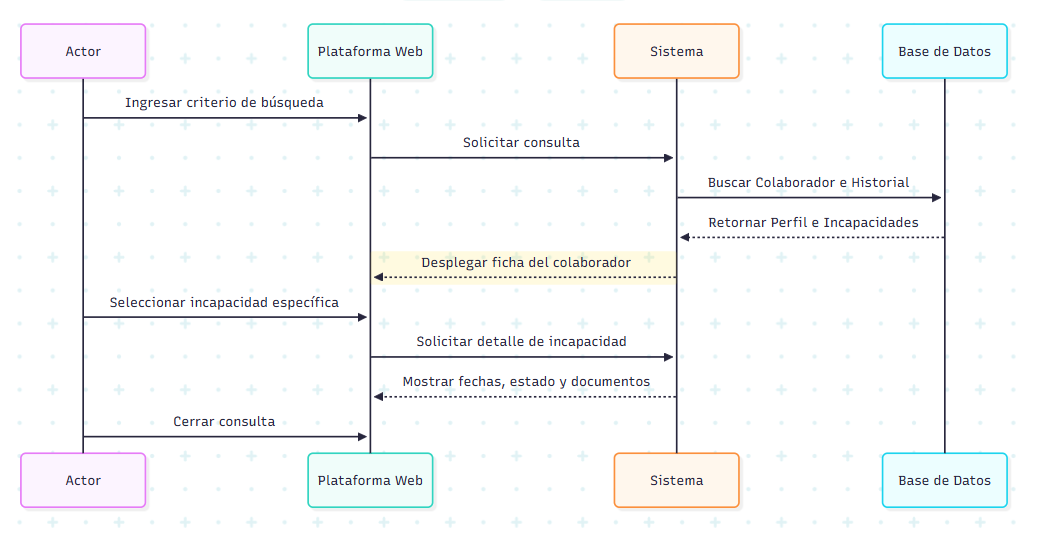 Actor
Plataforma Web
Sistema
Base de Datos
Ingresar criterio de búsqueda
Solicitar consulta
Buscar Colaborador e Historial
Retornar Perfil e Incapacidades
Desplegar ficha del colaborador
Seleccionar incapacidad específica
Solicitar detalle de incapacidad
Mostrar fechas, estado y documentos
Cerrar consulta
Actor
Plataforma Web
Sistema
Base de Datos